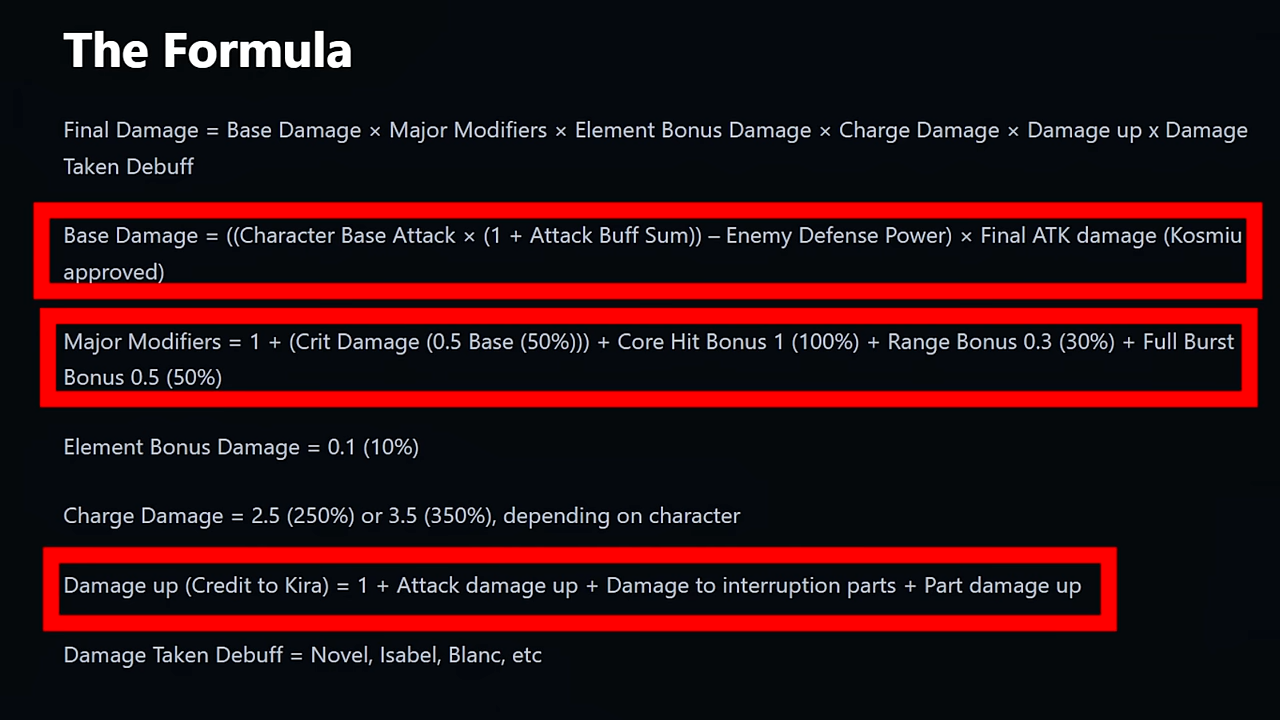 The Formula
Final Damage = Base Damage × Major Modifiers × Element Bonus Damage × Charge Damage × Damage up x Damage
Taken Debuff
Base Damage = ((Character Base Attack × (1 + Attack Buff Sum)) – Enemy Defense Power) × Final ATK damage (Kosmiu
approved)
Major Modifiers = 1 + (Crit Damage (0.5 Base (50%))) + Core Hit Bonus 1 (100%) + Range Bonus 0.3 (30%) + Full Burst
Bonus 0.5 (50%)
Element Bonus Damage = 0.1 (10%)
Charge Damage = 2.5 (250%) or 3.5 (350%), depending on character
Damage up (Credit to Kira) = 1 + Attack damage up + Damage to interruption parts + Part damage up
Damage Taken Debuff = Novel, Isabel, Blanc, etc